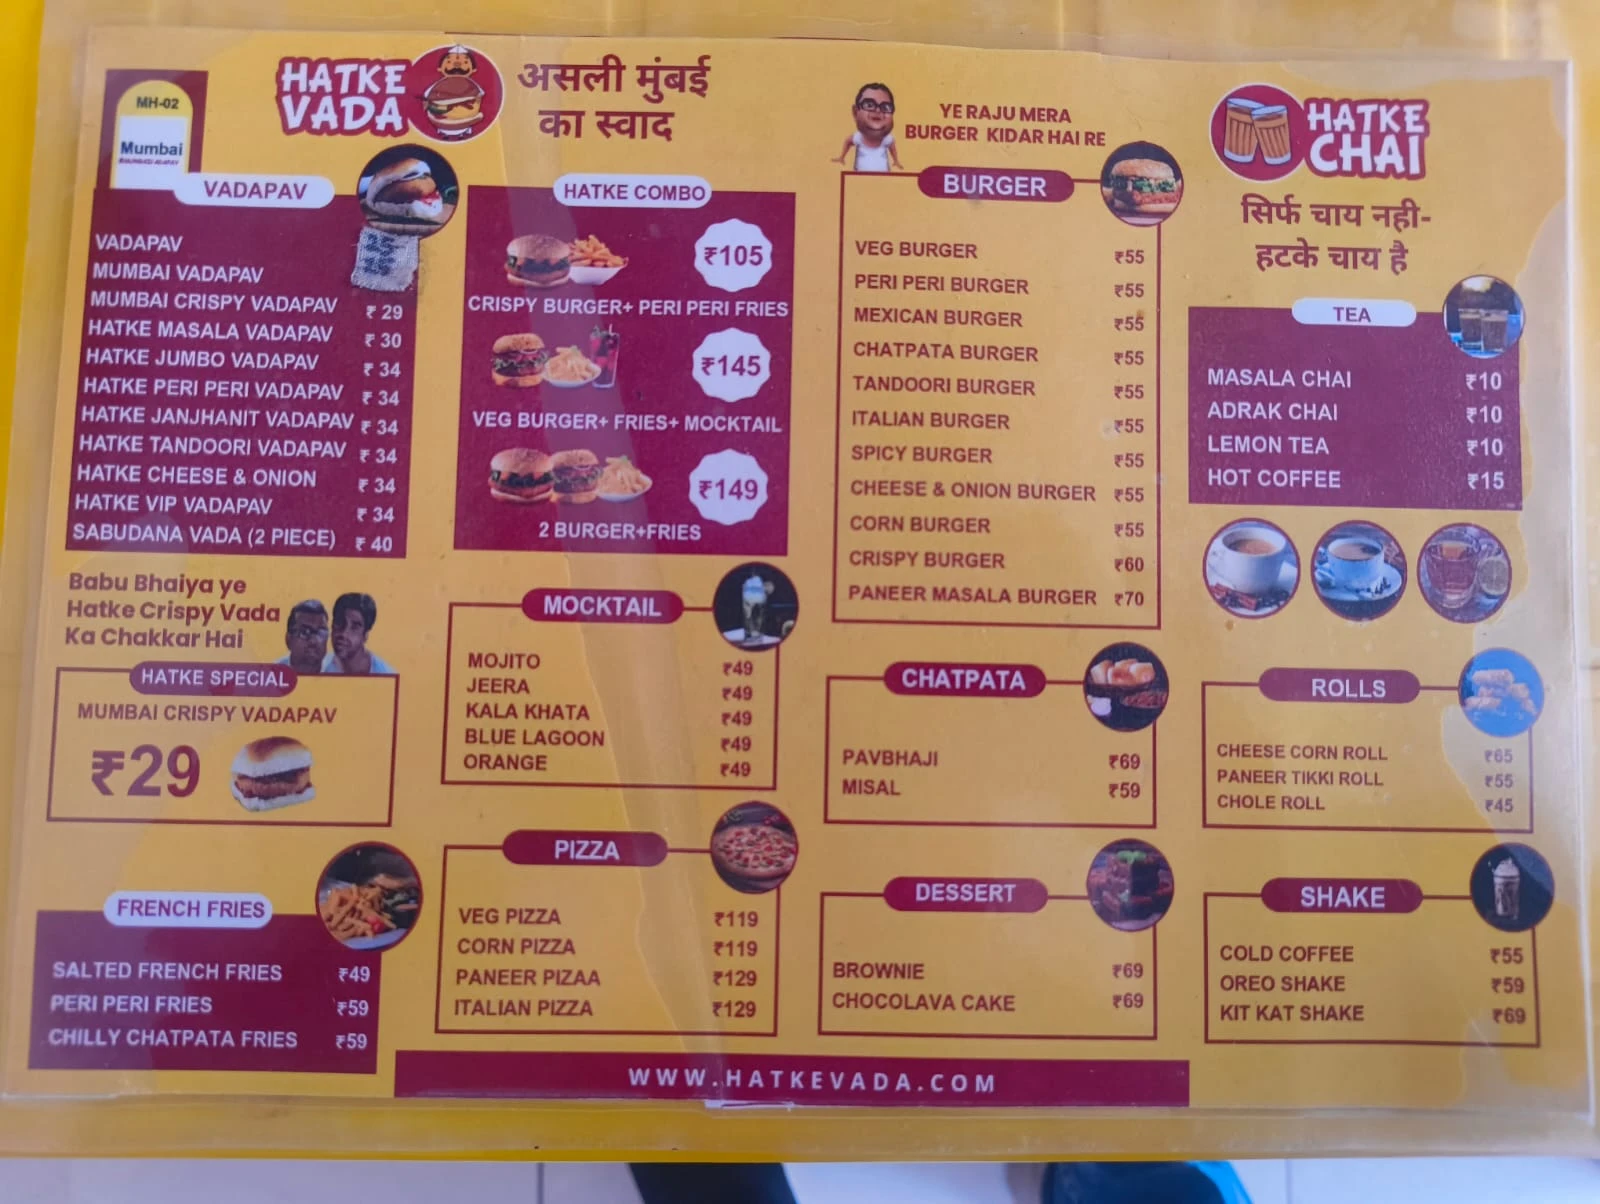 MH-02
Mumbai
HATKE
VADA
असली मुंबई
का स्वाद
YE RAJU MERA
BURGER KIDAR HAI RE
HATKE
CHAI
सिर्फ चाय नही-
हटके चाय है
VADAPAV
VADAPAV
MUMBAI VADAPAV
MUMBAI CRISPY VADAPAV ₹ 29
HATKE MASALA VADAPAV ₹ 30
HATKE JUMBO VADAPAV ₹ 34
HATKE PERI PERI VADAPAV ₹ 34
HATKE JANJHANIT VADAPAV ₹ 34
HATKE TANDOORI VADAPAV ₹ 34
HATKE CHEESE & ONION ₹ 34
HATKE VIP VADAPAV ₹ 34
SABUDANA VADA (2 PIECE) ₹ 40
Babu Bhaiya ye
Hatke Crispy Vada
Ka Chakkar Hai
HATKE SPECIAL
MUMBAI CRISPY VADAPAV
₹29
FRENCH FRIES
SALTED FRENCH FRIES ₹49
PERI PERI FRIES ₹59
CHILLY CHATPATA FRIES ₹59
HATKE COMBO
₹105
CRISPY BURGER+ PERI PERI FRIES
₹145
VEG BURGER+ FRIES+ MOCKTAIL
₹149
2 BURGER+FRIES
MOCKTAIL
MOJITO ₹49
JEERA ₹49
KALA KHATA ₹49
BLUE LAGOON ₹49
ORANGE ₹49
PIZZA
VEG PIZZA ₹119
CORN PIZZA ₹119
PANEER PIZAA ₹129
ITALIAN PIZZA ₹129
BURGER
VEG BURGER ₹55
PERI PERI BURGER ₹55
MEXICAN BURGER ₹55
CHATPATA BURGER ₹55
TANDOORI BURGER ₹55
ITALIAN BURGER ₹55
SPICY BURGER ₹55
CHEESE & ONION BURGER ₹55
CORN BURGER ₹55
CRISPY BURGER ₹60
PANEER MASALA BURGER ₹70
CHATPATA
PAVBHAJI ₹69
MISAL ₹59
DESSERT
BROWNIE ₹69
CHOCOLAVA CAKE ₹69
TEA
MASALA CHAI ₹10
ADRAK CHAI ₹10
LEMON TEA ₹10
HOT COFFEE ₹15
ROLLS
CHEESE CORN ROLL ₹65
PANEER TIKKI ROLL ₹55
CHOLE ROLL ₹45
SHAKE
COLD COFFEE ₹55
OREO SHAKE ₹59
KIT KAT SHAKE ₹69
WWW.HATKEVADA.COM